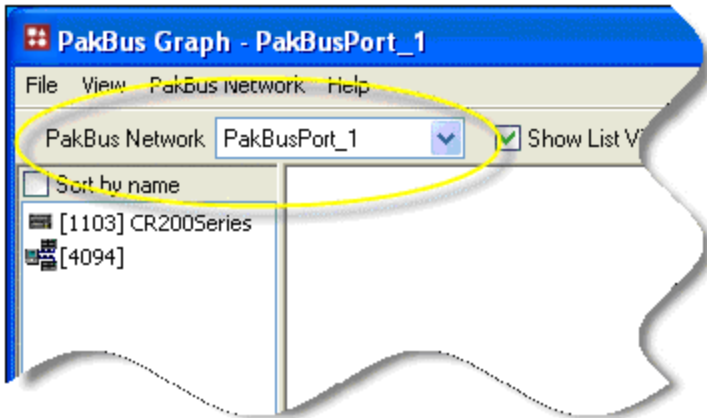 PakBus Graph - PakBusPort_1
File View PakBus Network Help
PakBus Network PakBusPort_1 Show List Vi
Sort by name
[1103] CR200Series
[4094]